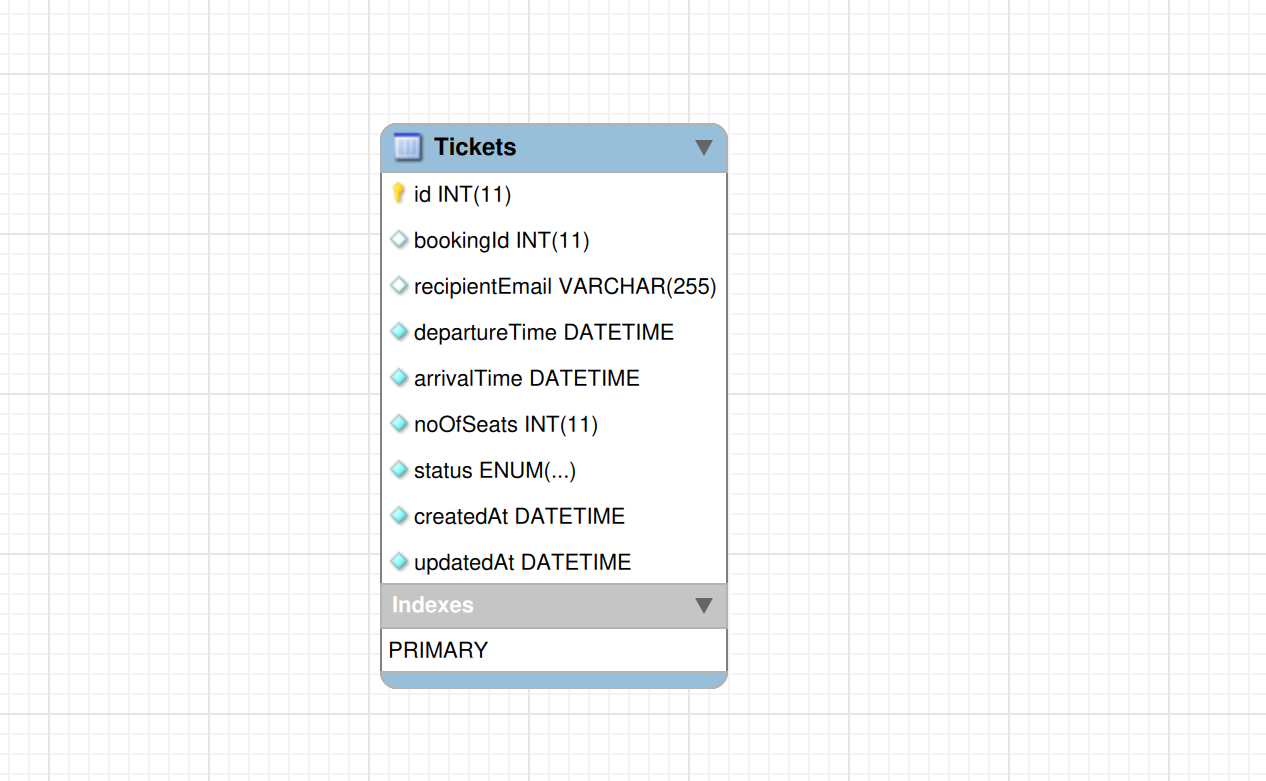 Tickets
id INT(11)
bookingId INT(11)
recipientEmail VARCHAR(255)
departureTime DATETIME
arrivalTime DATETIME
noOfSeats INT(11)
status ENUM(...)
createdAt DATETIME
updatedAt DATETIME
Indexes
PRIMARY